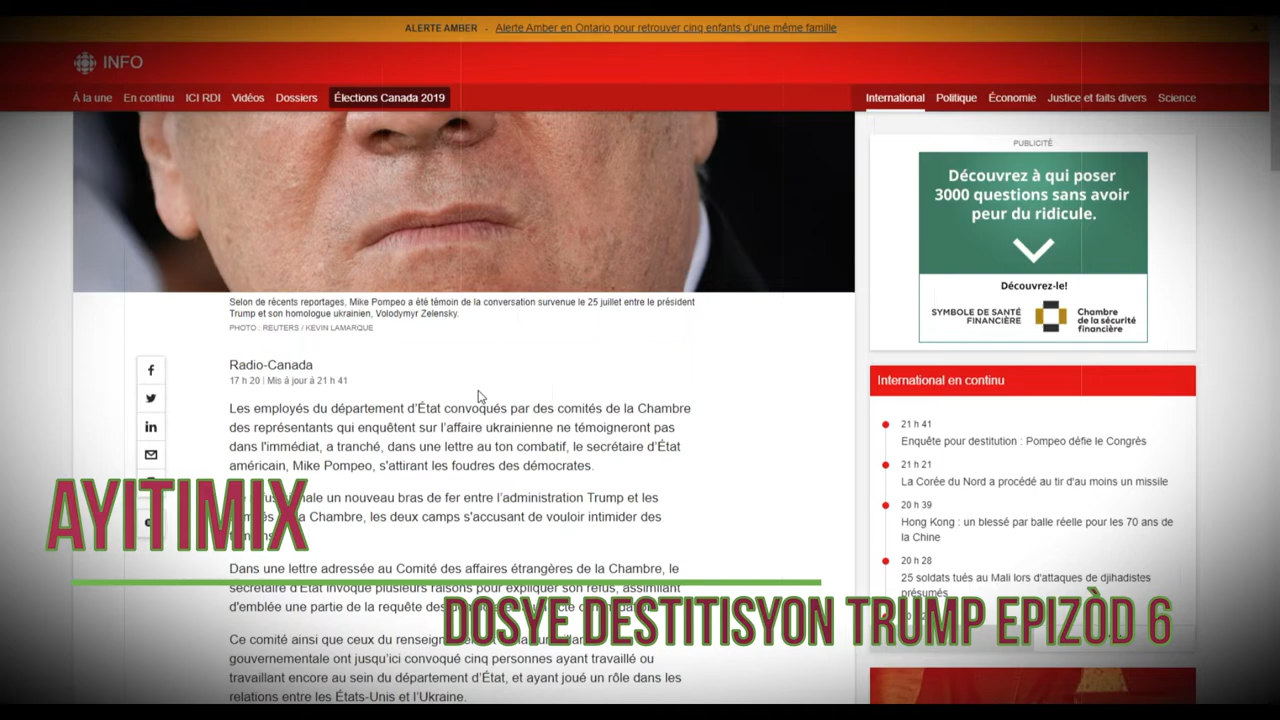 ALERTE AMBER - Alerte Amber en Ontario pour retrouver cinq enfants d'une même famille
INFO
À la une En continu ICI RDI Vidéos Dossiers Élections Canada 2019
International Politique Économie Justice et faits divers Science
Selon de récents reportages, Mike Pompeo a été témoin de la conversation survenue le 25 juillet entre le président
Trump et son homologue ukrainien, Volodymyr Zelensky.
PHOTO : REUTERS / KEVIN LAMARQUE
Radio-Canada
17 h 20 | Mis à jour à 21 h 41
Les employés du département d'État convoqués par des comités de la Chambre
des représentants qui enquêtent sur l'affaire ukrainienne ne témoigneront pas
dans l'immédiat, a tranché, dans une lettre au ton combatif, le secrétaire d'État
américain, Mike Pompeo, s'attirant les foudres des démocrates.
un nouveau bras de fer entre l'administration Trump et les
Chambre, les deux camps s'accusant de vouloir intimider des
Dans une lettre adressée au Comité des affaires étrangères de la Chambre, le
secrétaire d'État invoque plusieurs raisons pour expliquer son refus, assimilant
d'emblée une partie de la requête des
Ce comité ainsi que ceux du
gouvernementale ont jusqu'ici convoqué cinq personnes ayant travaillé ou
travaillant encore au sein du département d'État, et ayant joué un rôle dans les
relations entre les États-Unis et l'Ukraine.
PUBLICITÉ
Découvrez à qui poser
3000 questions sans avoir
peur du ridicule.
Découvrez-le!
SYMBOLE DE SANTÉ
FINANCIÈRE
Chambre
de la sécurité
financière
International en continu
21 h 41
Enquête pour destitution : Pompeo défie le Congrès
21 h 21
La Corée du Nord a procédé au tir d'au moins un missile
20 h 39
Hong Kong : un blessé par balle réelle pour les 70 ans de
la Chine
20 h 28
25 soldats tués au Mali lors d'attaques de djihadistes
présumés
AYITIMIX
DOSYE DESTITISYON TRUMP EPIZÒD 6